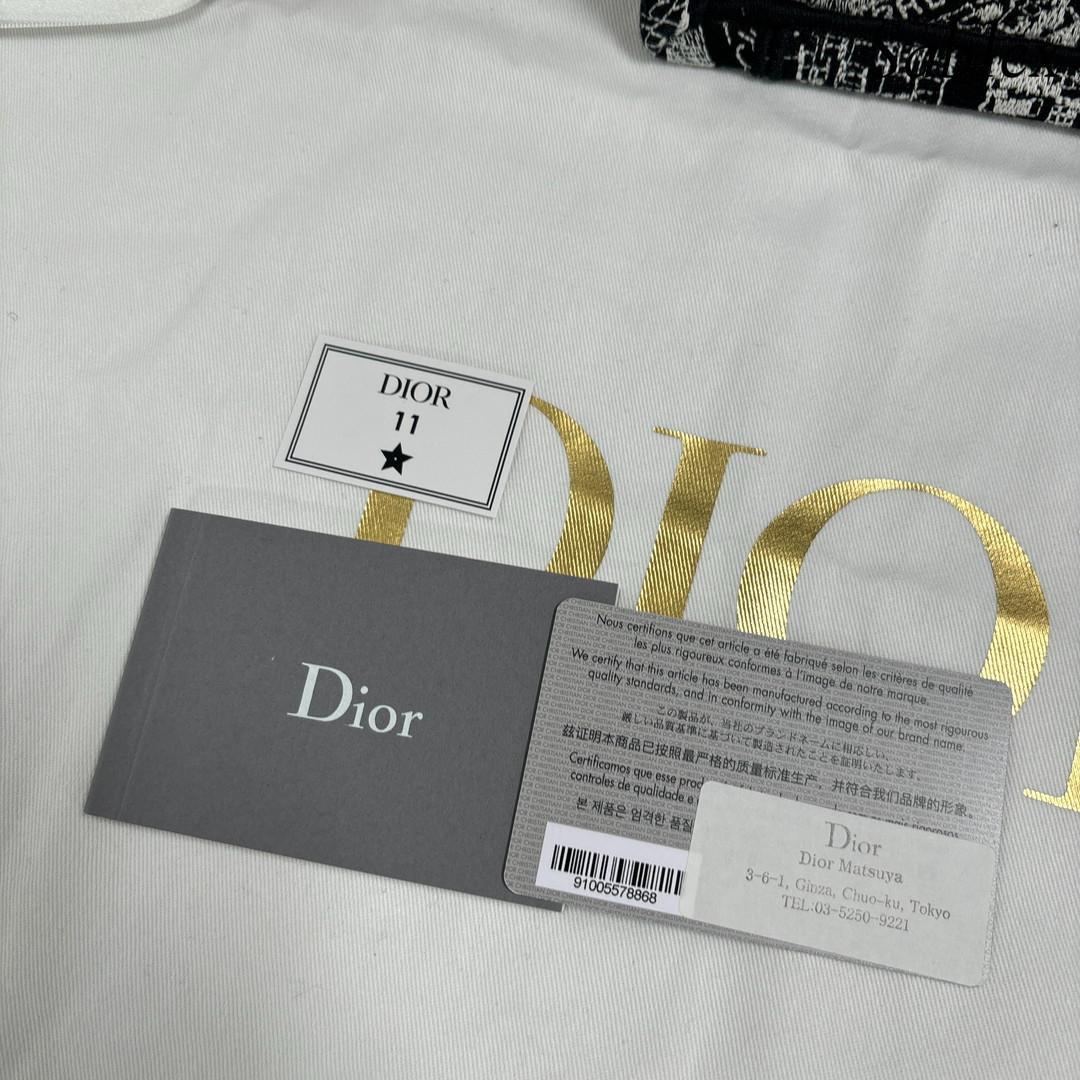 DIOR
11
DIO
Dior
Nous certifions que cet article a été fabriqué selon les critères de qualité
les plus rigoureux conformes à l'image de notre marque.
We certify that this article has been manufactured according to the most rigourous
quality standards, and in conformity with the image of our brand name.
この製品が、当社のブランドネームに相応しい、
厳しい品質基準に基づいて製造されたことを証明いたします。
兹证明本商品已按照最严格的质量标准生产，并符合我们品牌的形象。
Certificamos que esse prod
controles de qualidade e
본 제품은 엄격한 품질
91005578868
Dior
Dior Matsuya
3-6-1, Ginza, Chuo-ku, Tokyo
TEL:03-5250-9221